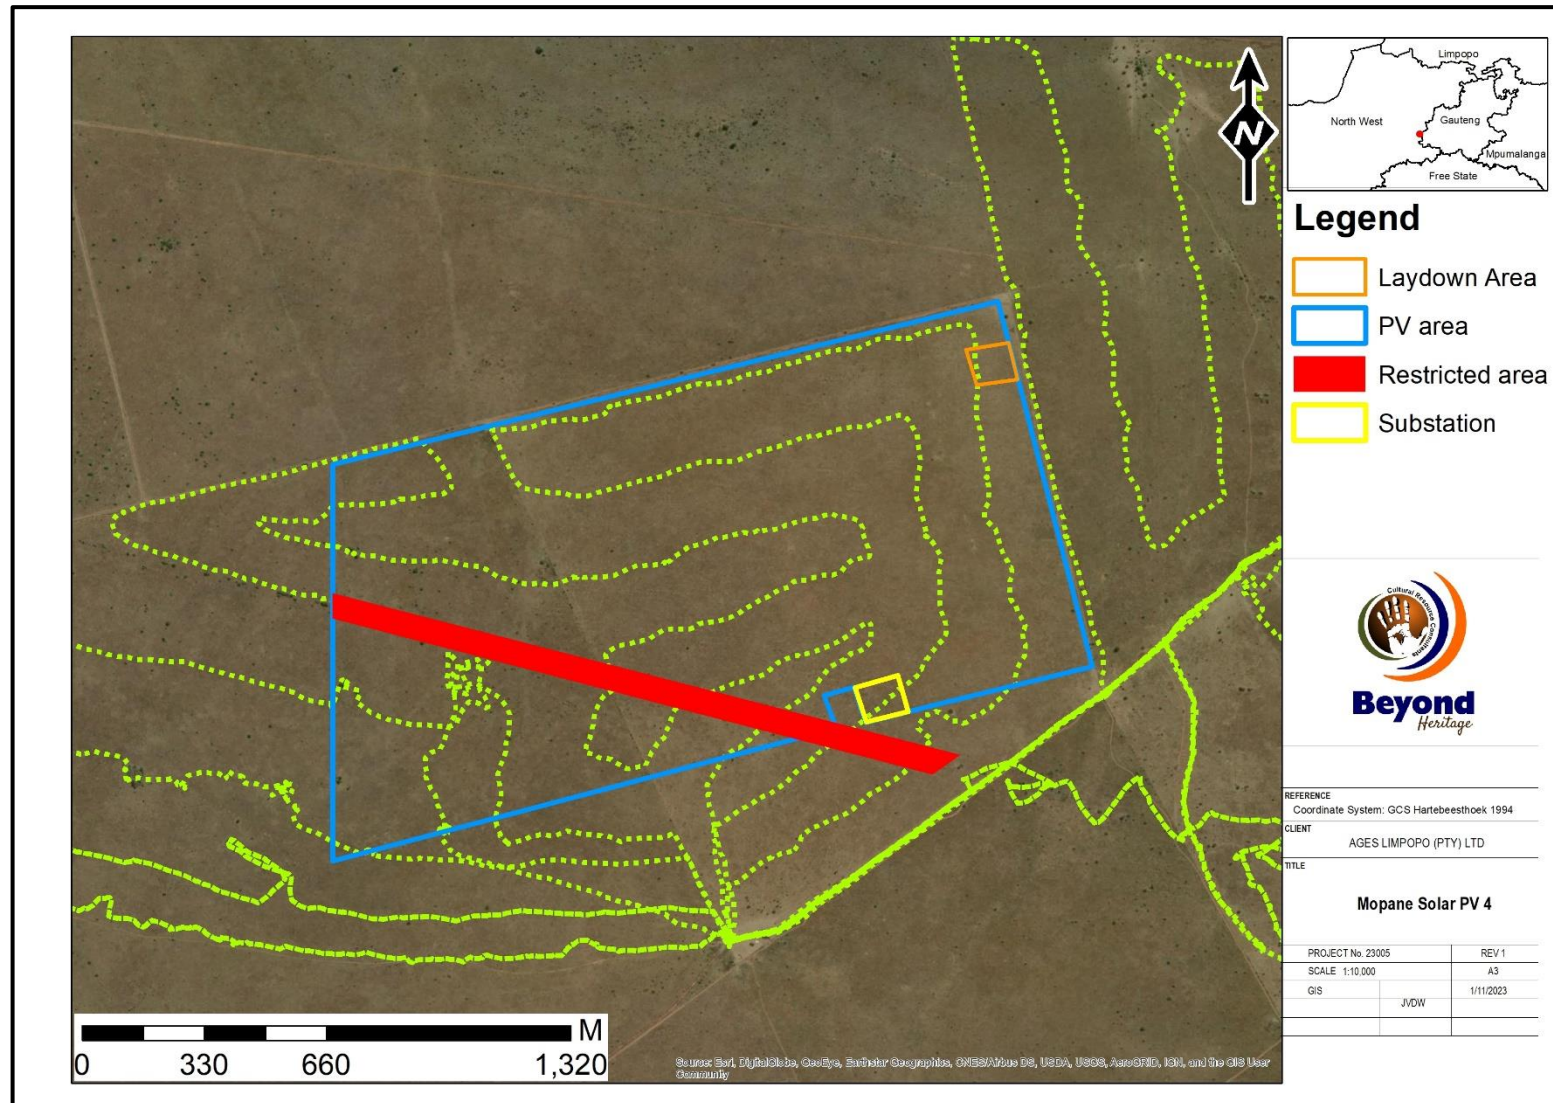 N
Limpopo
North West
Gauteng
Mpumalanga
Free State
Legend
Laydown Area
PV area
Restricted area
Substation
Cultural Resource Consultants
Beyond
Heritage
REFERENCE
Coordinate System: GCS Hartebeesthoek 1994
CLIENT
AGES LIMPOPO (PTY) LTD
TITLE
Mopane Solar PV 4
PROJECT No. 23005 REV 1
SCALE 1:10,000 A3
GIS 1/11/2023
JVDW
M
0 330 660 1,320
Source: Esri, DigitalGlobe, GeoEye, Earthstar Geographics, CNES/Airbus DS, USDA, USGS, AeroGRID, IGN, and the GIS User
Community